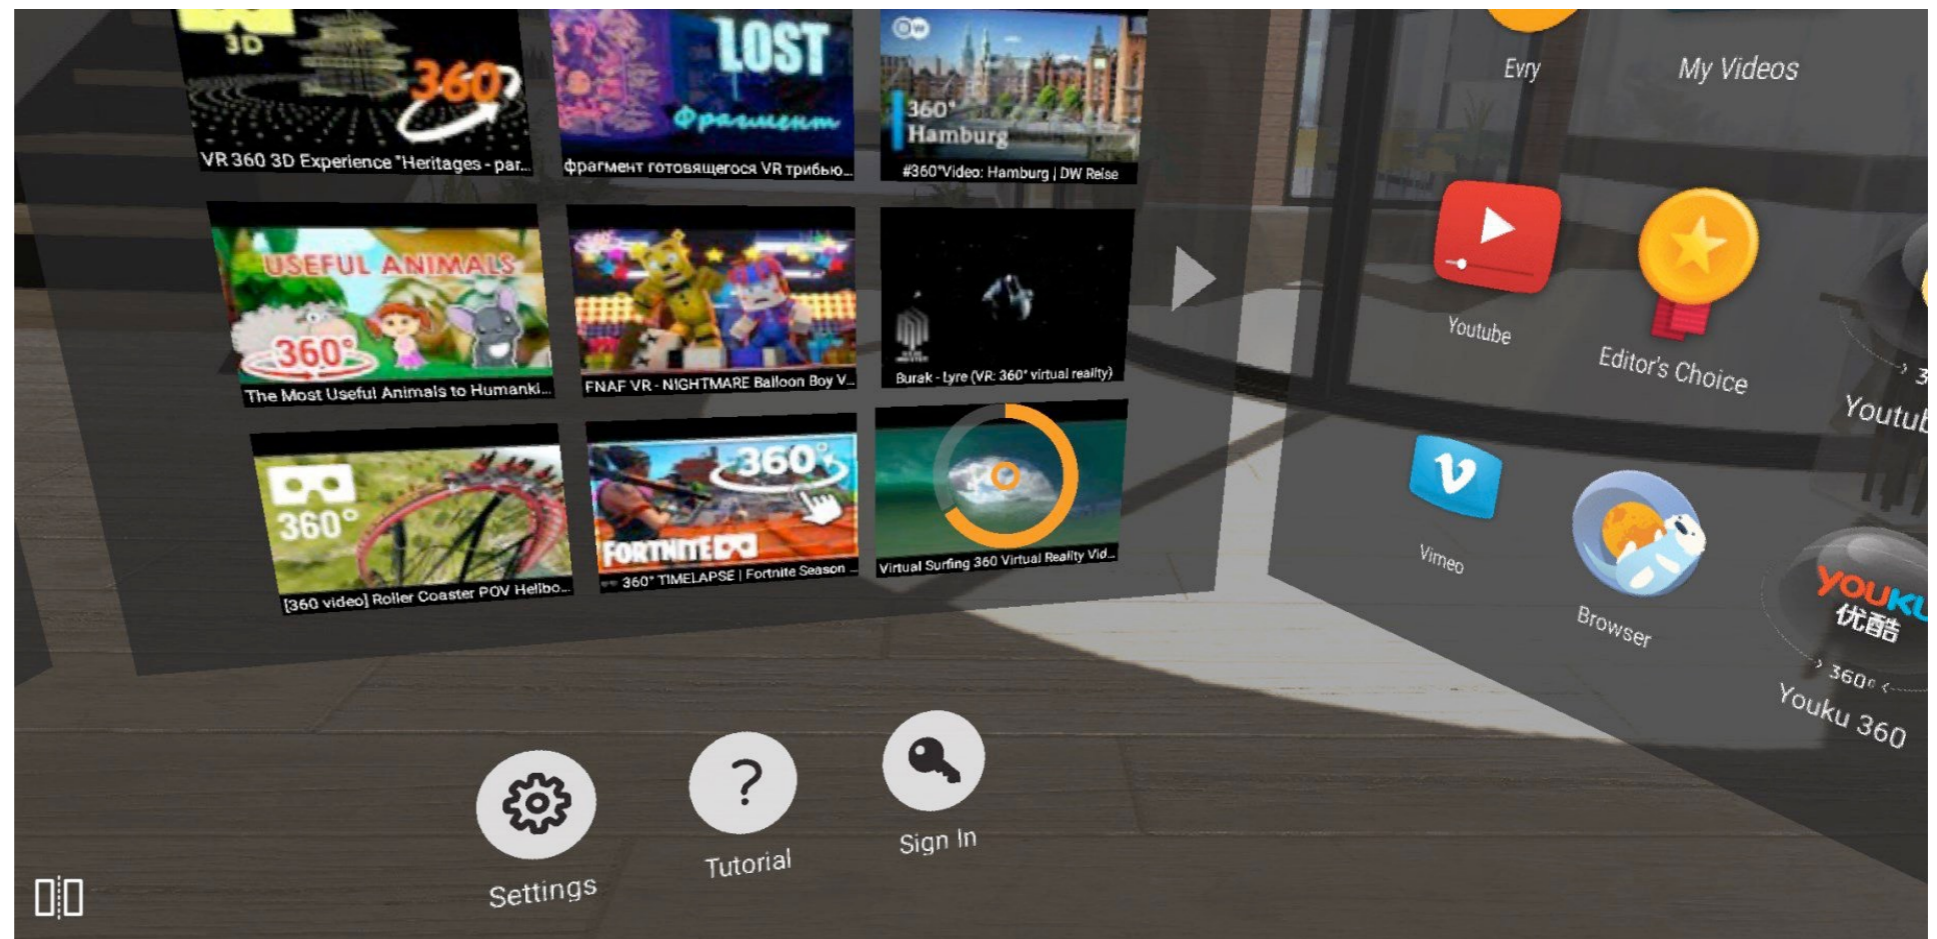 3D
360
VR 360 3D Experience "Heritages - par...
LOST
Фрагмент
фрагмент готовящегося VR трибью...
DW
360°
Hamburg
#360°Video: Hamburg | DW Reise
USEFUL ANIMALS
360°
The Most Useful Animals to Humanki...
FNAF VR - NIGHTMARE Balloon Boy V...
Burak - Lyre (VR: 360° virtual reality)
360°
[360 video] Roller Coaster POV Helibo...
360°
FORTNITE
360° TIMELAPSE | Fortnite Season ...
Virtual Surfing 360 Virtual Reality Vid...
Evry
My Videos
Youtube
Editor's Choice
3
Youtub
Vimeo
Browser
YOUKU
优酷
360°
Youku 360
?
Settings
Tutorial
Sign In